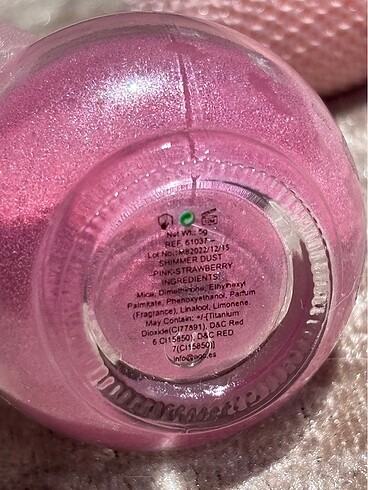 Net Wt.: 5g
REF. 61037 –
Lot No.:MB2022/12/15
SHIMMER DUST
-PINK-STRAWBERRY
INGREDIENTS:
Mica, Dimethicone, Ethylhexyl
Palmitate, Phenoxyethanol, Parfum
(Fragrance), Linalool, Limonene.
May Contain: +/-[Titanium
Dioxide(CI77891), D&C Red
6 CI15850), D&C RED
7(CI15850)]